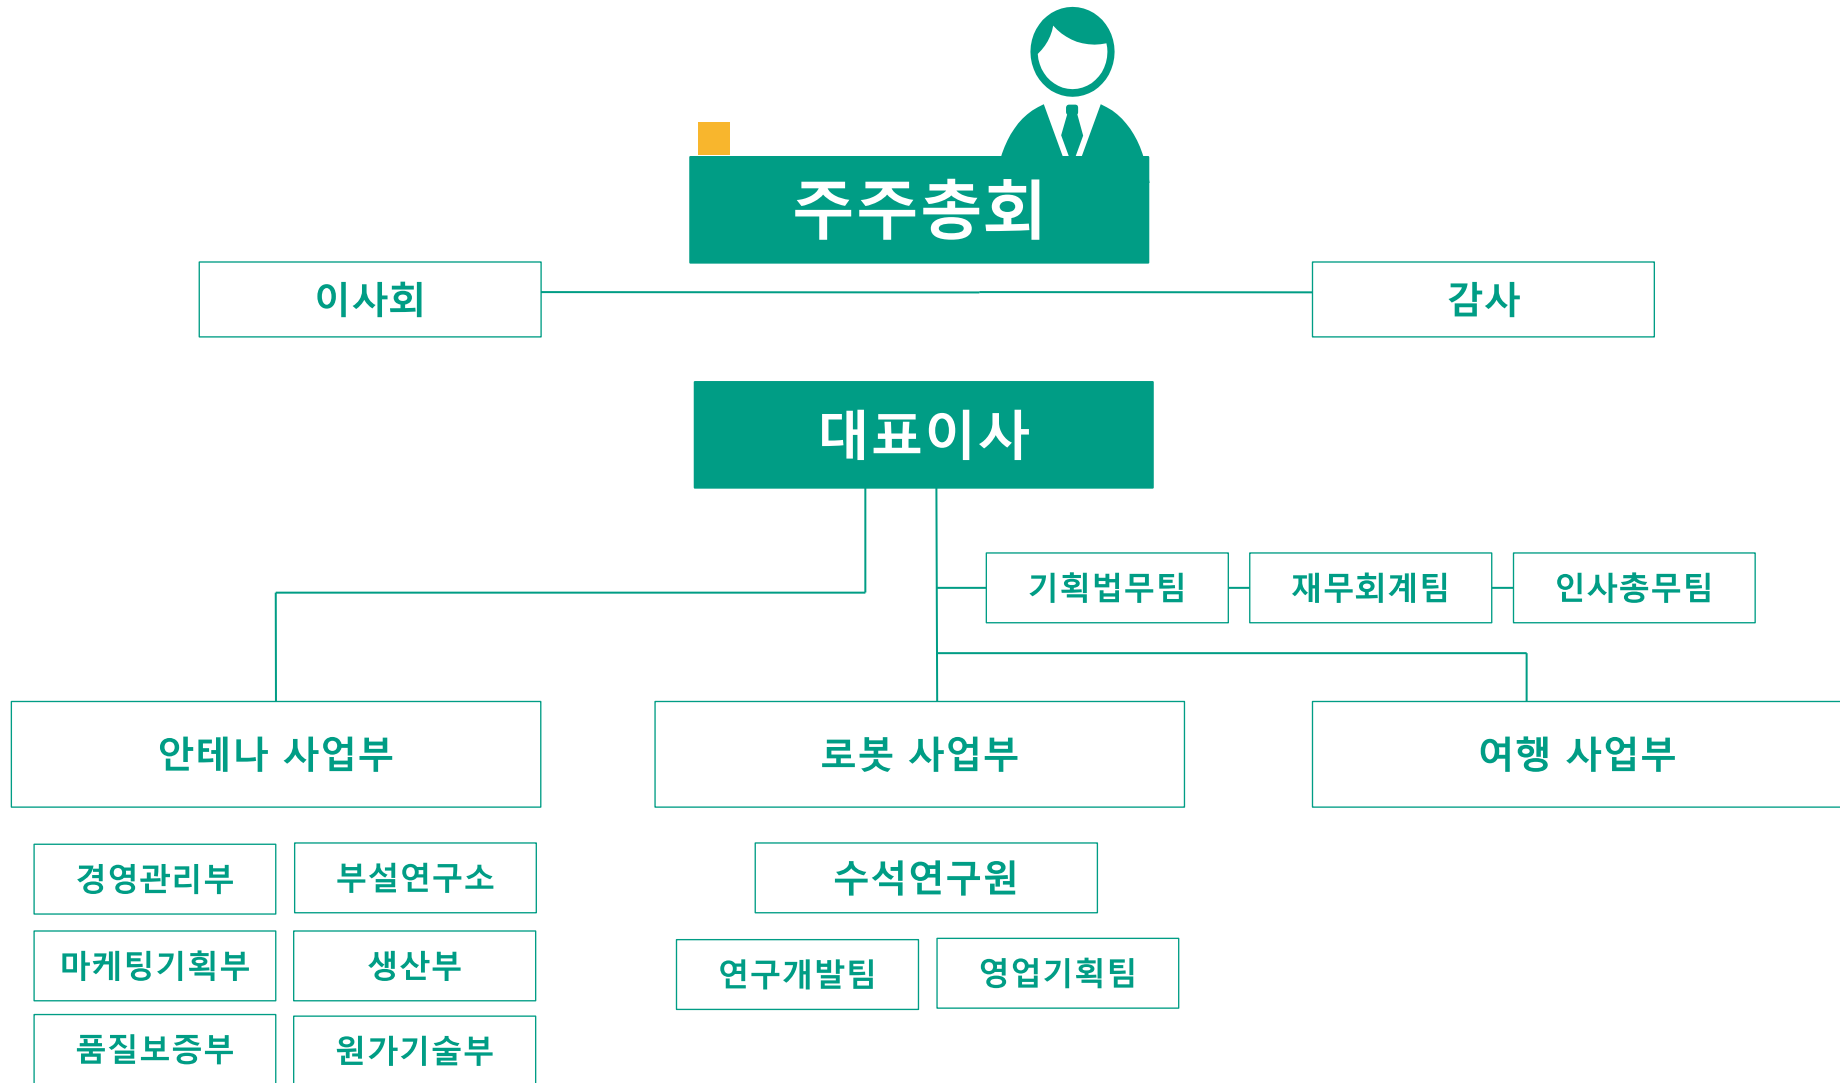 주주총회
이사회
감사
대표이사
기획법무팀
재무회계팀
인사총무팀
안테나 사업부
로봇 사업부
여행 사업부
경영관리부
부설연구소
마케팅기획부
생산부
품질보증부
원가기술부
수석연구원
연구개발팀
영업기획팀